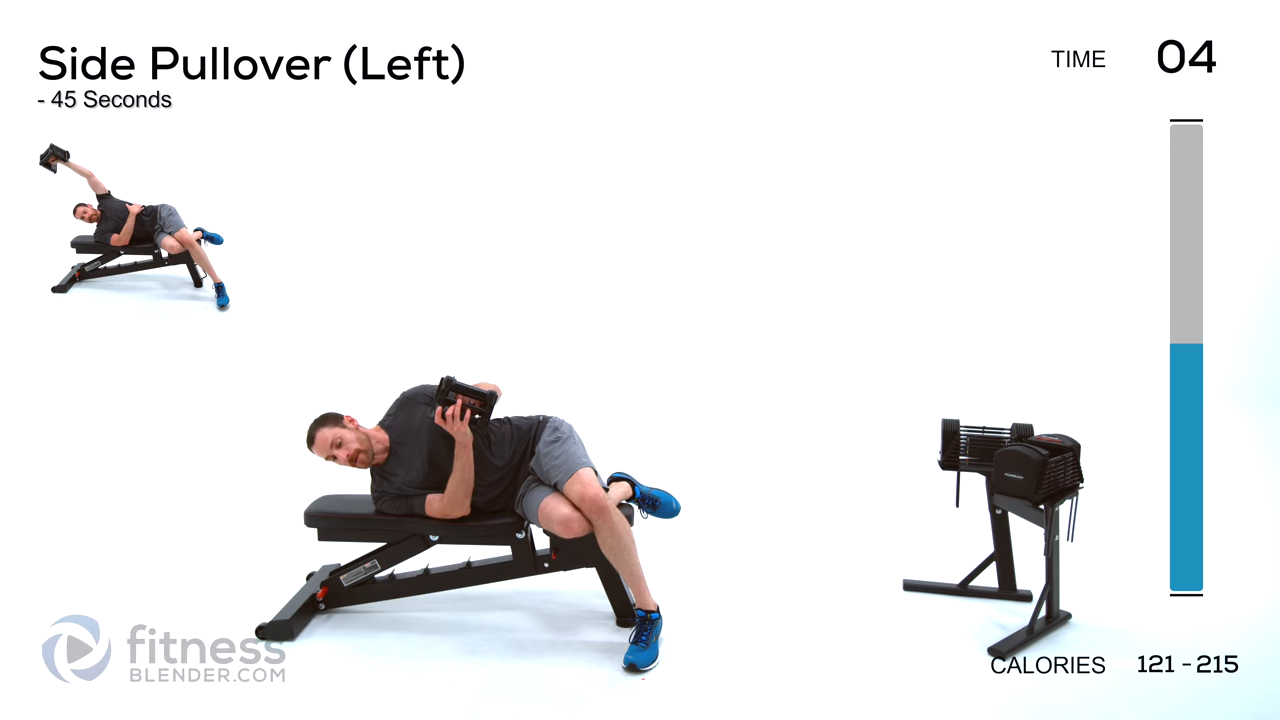 Side Pullover (Left)
- 45 Seconds
TIME 04
fitness
BLENDER.COM
CALORIES 121 - 215